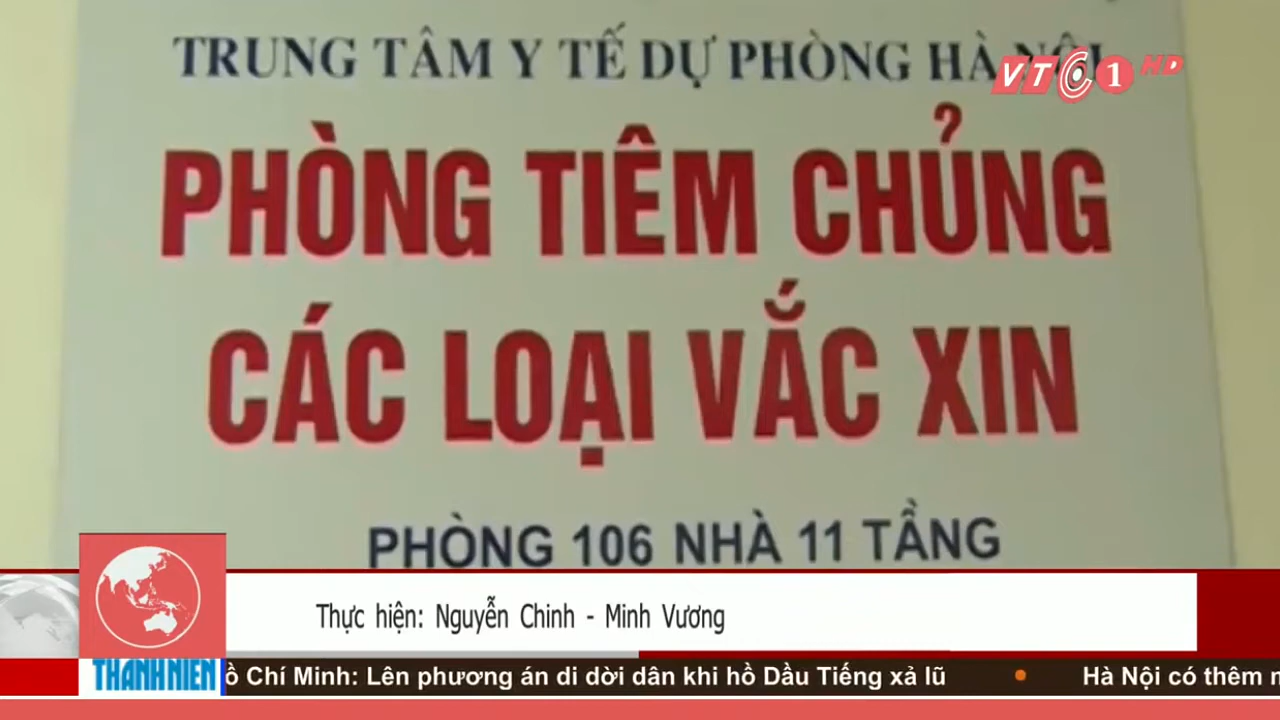 TRUNG TÂM Y TẾ DỰ PHÒNG HÀ NỘI
VTC1 HD
PHÒNG TIÊM CHỦNG
CÁC LOẠI VẮC XIN
PHÒNG 106 NHÀ 11 TẦNG
Thực hiện: Nguyễn Chinh - Minh Vương
THANH NIÊN
Chí Minh: Lên phương án di dời dân khi hồ Dầu Tiếng xả lũ • Hà Nội có thêm